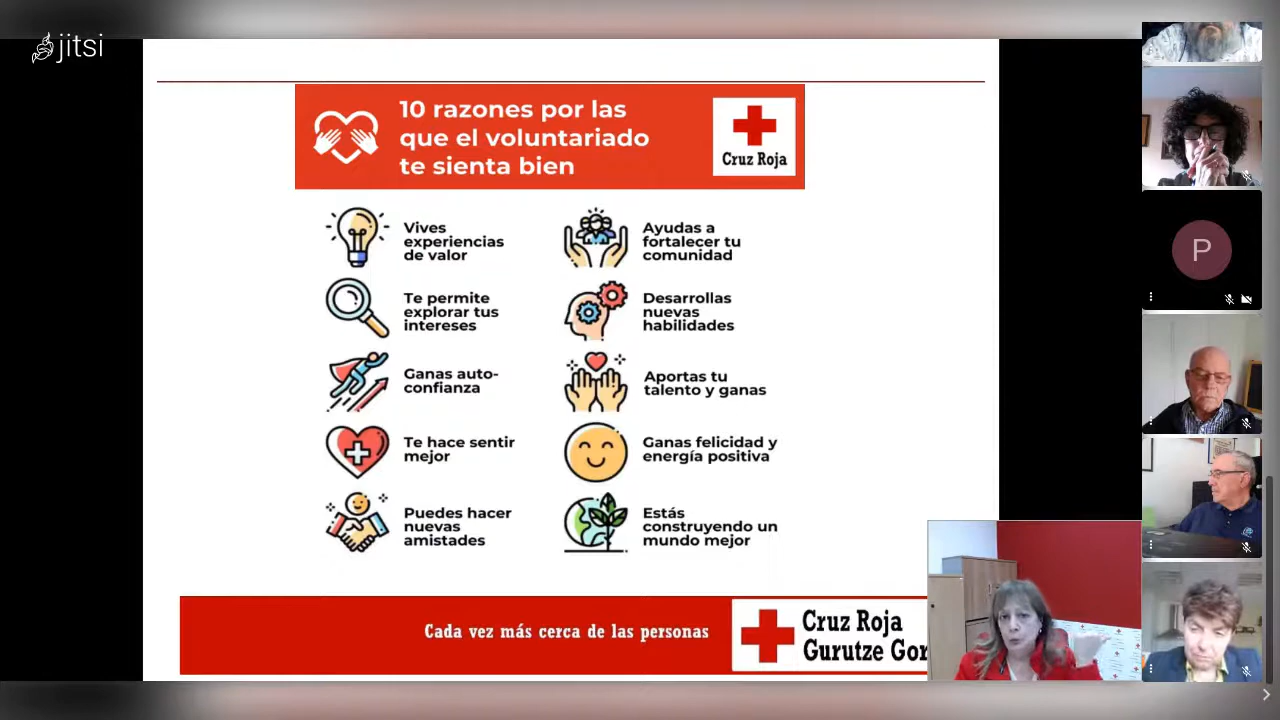 jitsi
10 razones por las
que el voluntariado
te sienta bien
Cruz Roja
Vives
experiencias
de valor
Ayudas a
fortalecer tu
comunidad
Te permite
explorar tus
intereses
Desarrollas
nuevas
habilidades
Ganas auto-
confianza
Aportas tu
talento y ganas
Te hace sentir
mejor
Ganas felicidad y
energía positiva
Puedes hacer
nuevas
amistades
Estás
construyendo un
mundo mejor
Cada vez más cerca de las personas
Cruz Roja
Gurutze Gor
P